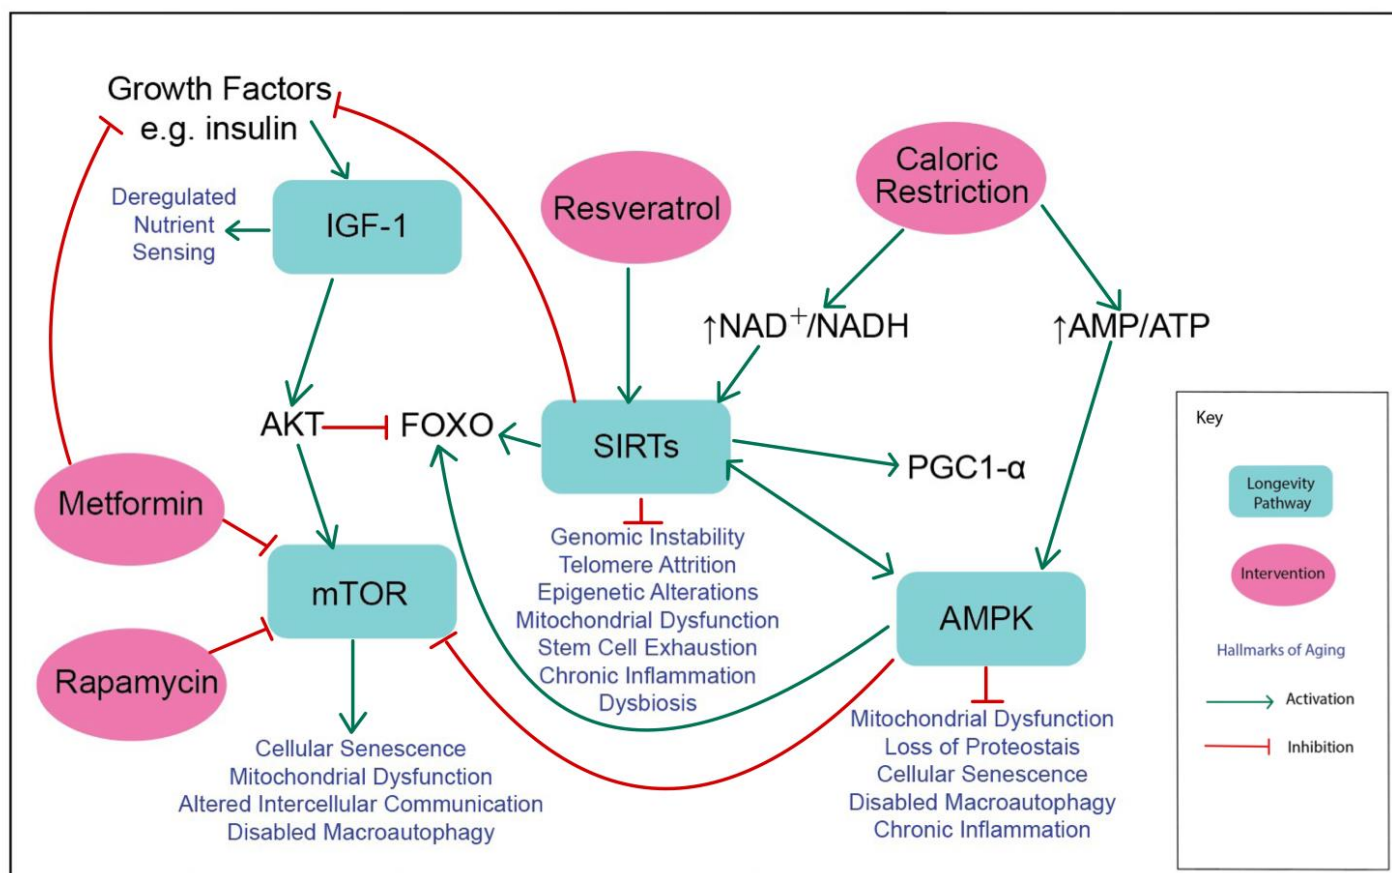 Growth Factors
e.g. insulin
Deregulated
Nutrient
Sensing
IGF-1
Resveratrol
Caloric
Restriction
↑NAD⁺/NADH
↑AMP/ATP
AKT
FOXO
SIRTs
PGC1-α
Metformin
mTOR
Rapamycin
Genomic Instability
Telomere Attrition
Epigenetic Alterations
Mitochondrial Dysfunction
Stem Cell Exhaustion
Chronic Inflammation
Dysbiosis
AMPK
Cellular Senescence
Mitochondrial Dysfunction
Altered Intercellular Communication
Disabled Macroautophagy
Mitochondrial Dysfunction
Loss of Proteostais
Cellular Senescence
Disabled Macroautophagy
Chronic Inflammation
Key
Longevity
Pathway
Intervention
Hallmarks of Aging
Activation
Inhibition